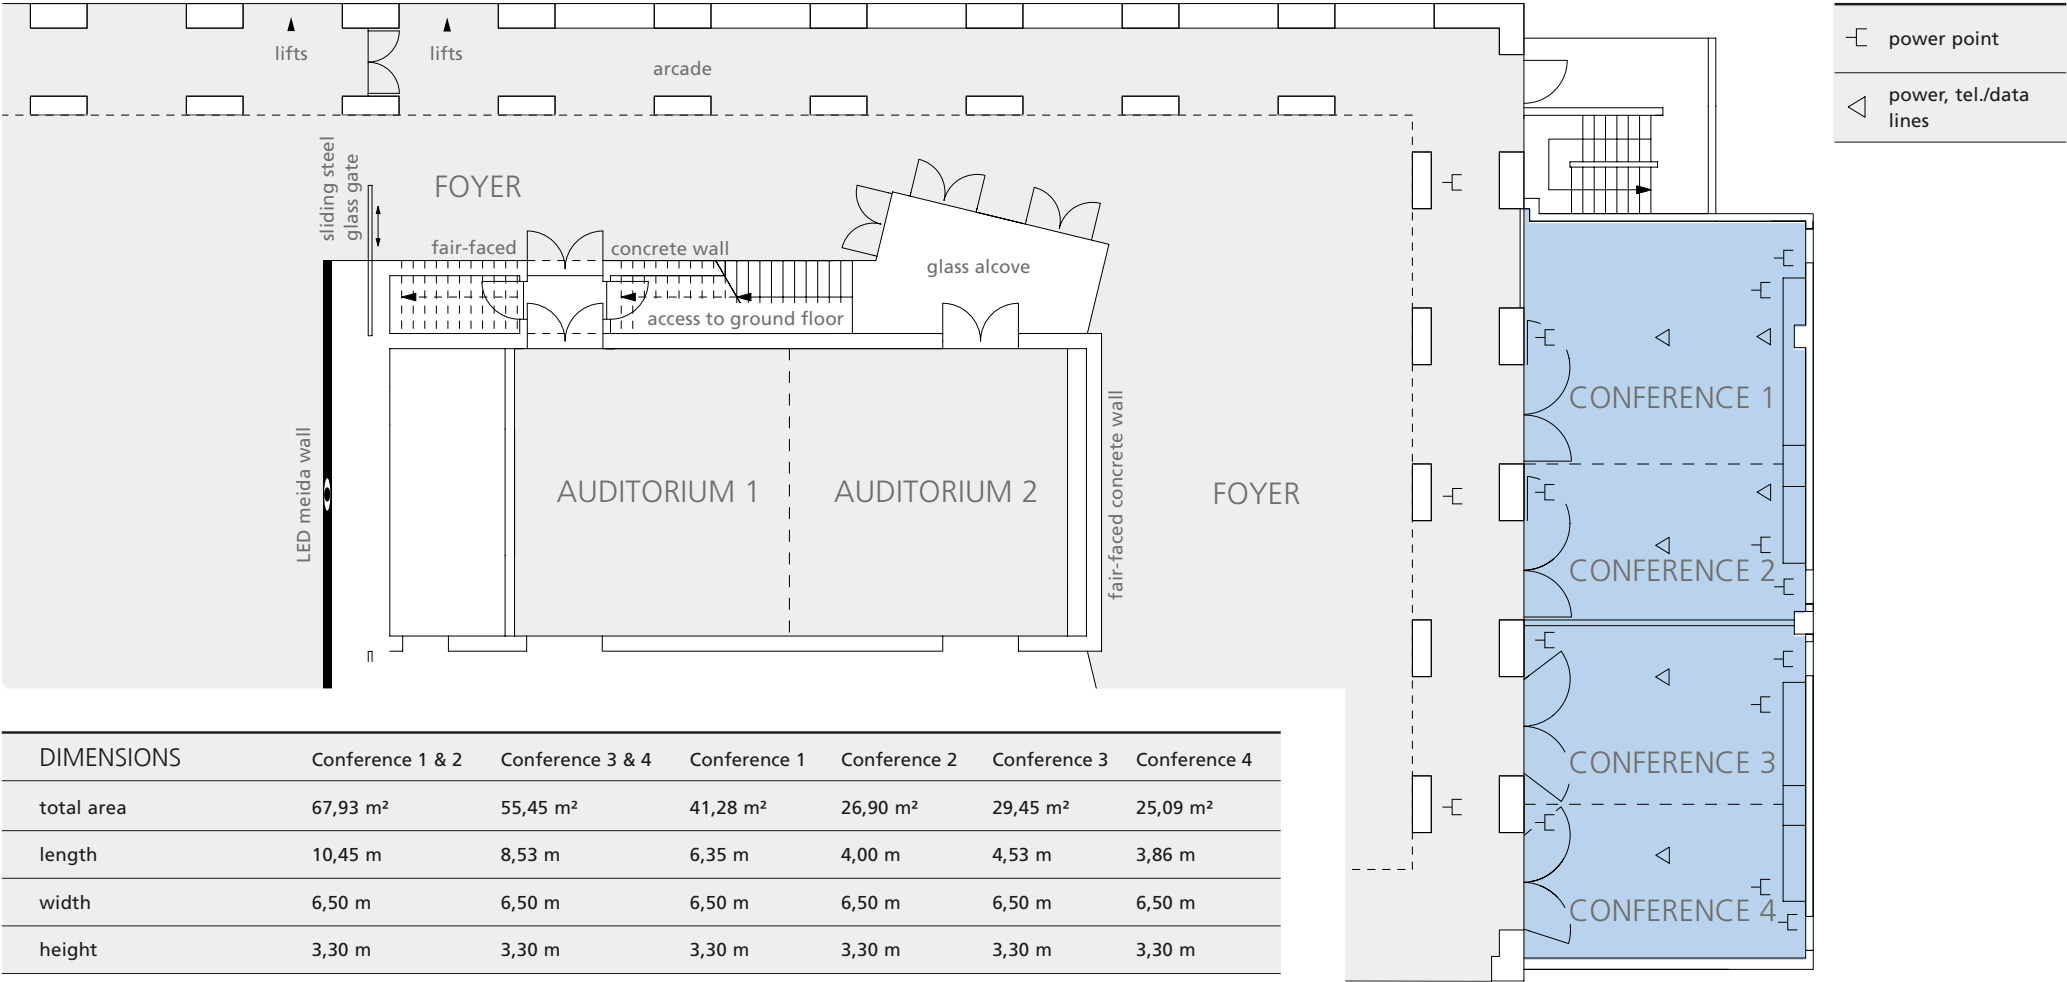 lifts
lifts
arcade
power point
power, tel./data
lines
sliding steel
glass gate
FOYER
fair-faced
concrete wall
glass alcove
access to ground floor
CONFERENCE 1
LED meida wall
AUDITORIUM 1
AUDITORIUM 2
fair-faced concrete wall
FOYER
CONFERENCE 2
CONFERENCE 3
CONFERENCE 4
DIMENSIONS Conference 1 & 2 Conference 3 & 4 Conference 1 Conference 2 Conference 3 Conference 4
total area 67,93 m² 55,45 m² 41,28 m² 26,90 m² 29,45 m² 25,09 m²
length 10,45 m 8,53 m 6,35 m 4,00 m 4,53 m 3,86 m
width 6,50 m 6,50 m 6,50 m 6,50 m 6,50 m 6,50 m
height 3,30 m 3,30 m 3,30 m 3,30 m 3,30 m 3,30 m